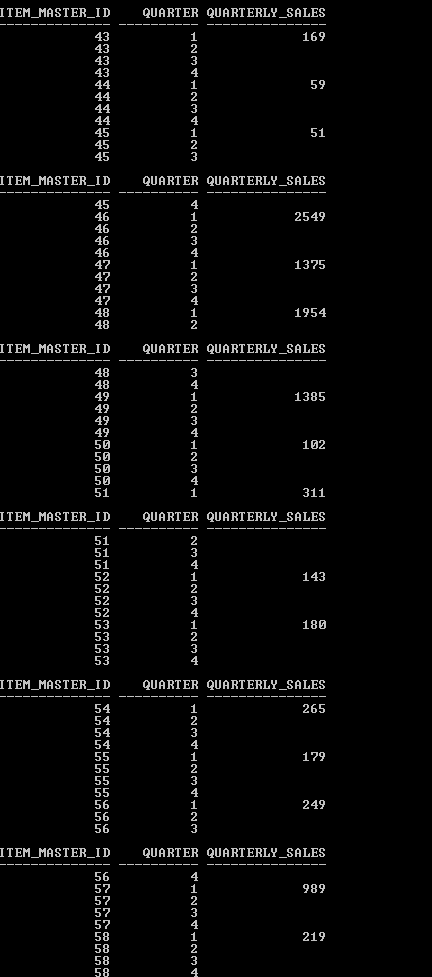 ITEM_MASTER_ID QUARTER QUARTERLY_SALES
43 1 169
43 2
43 3
43 4
44 1 59
44 2
44 3
44 4
45 1 51
45 2
45 3
ITEM_MASTER_ID QUARTER QUARTERLY_SALES
45 4
46 1 2549
46 2
46 3
46 4
47 1 1375
47 2
47 3
47 4
48 1 1954
48 2
ITEM_MASTER_ID QUARTER QUARTERLY_SALES
48 3
48 4
49 1 1385
49 2
49 3
49 4
50 1 102
50 2
50 3
50 4
51 1 311
ITEM_MASTER_ID QUARTER QUARTERLY_SALES
51 2
51 3
51 4
52 1 143
52 2
52 3
52 4
53 1 180
53 2
53 3
53 4
ITEM_MASTER_ID QUARTER QUARTERLY_SALES
54 1 265
54 2
54 3
54 4
55 1 179
55 2
55 3
55 4
56 1 249
56 2
56 3
ITEM_MASTER_ID QUARTER QUARTERLY_SALES
56 4
57 1 989
57 2
57 3
57 4
58 1 219
58 2
58 3
58 4